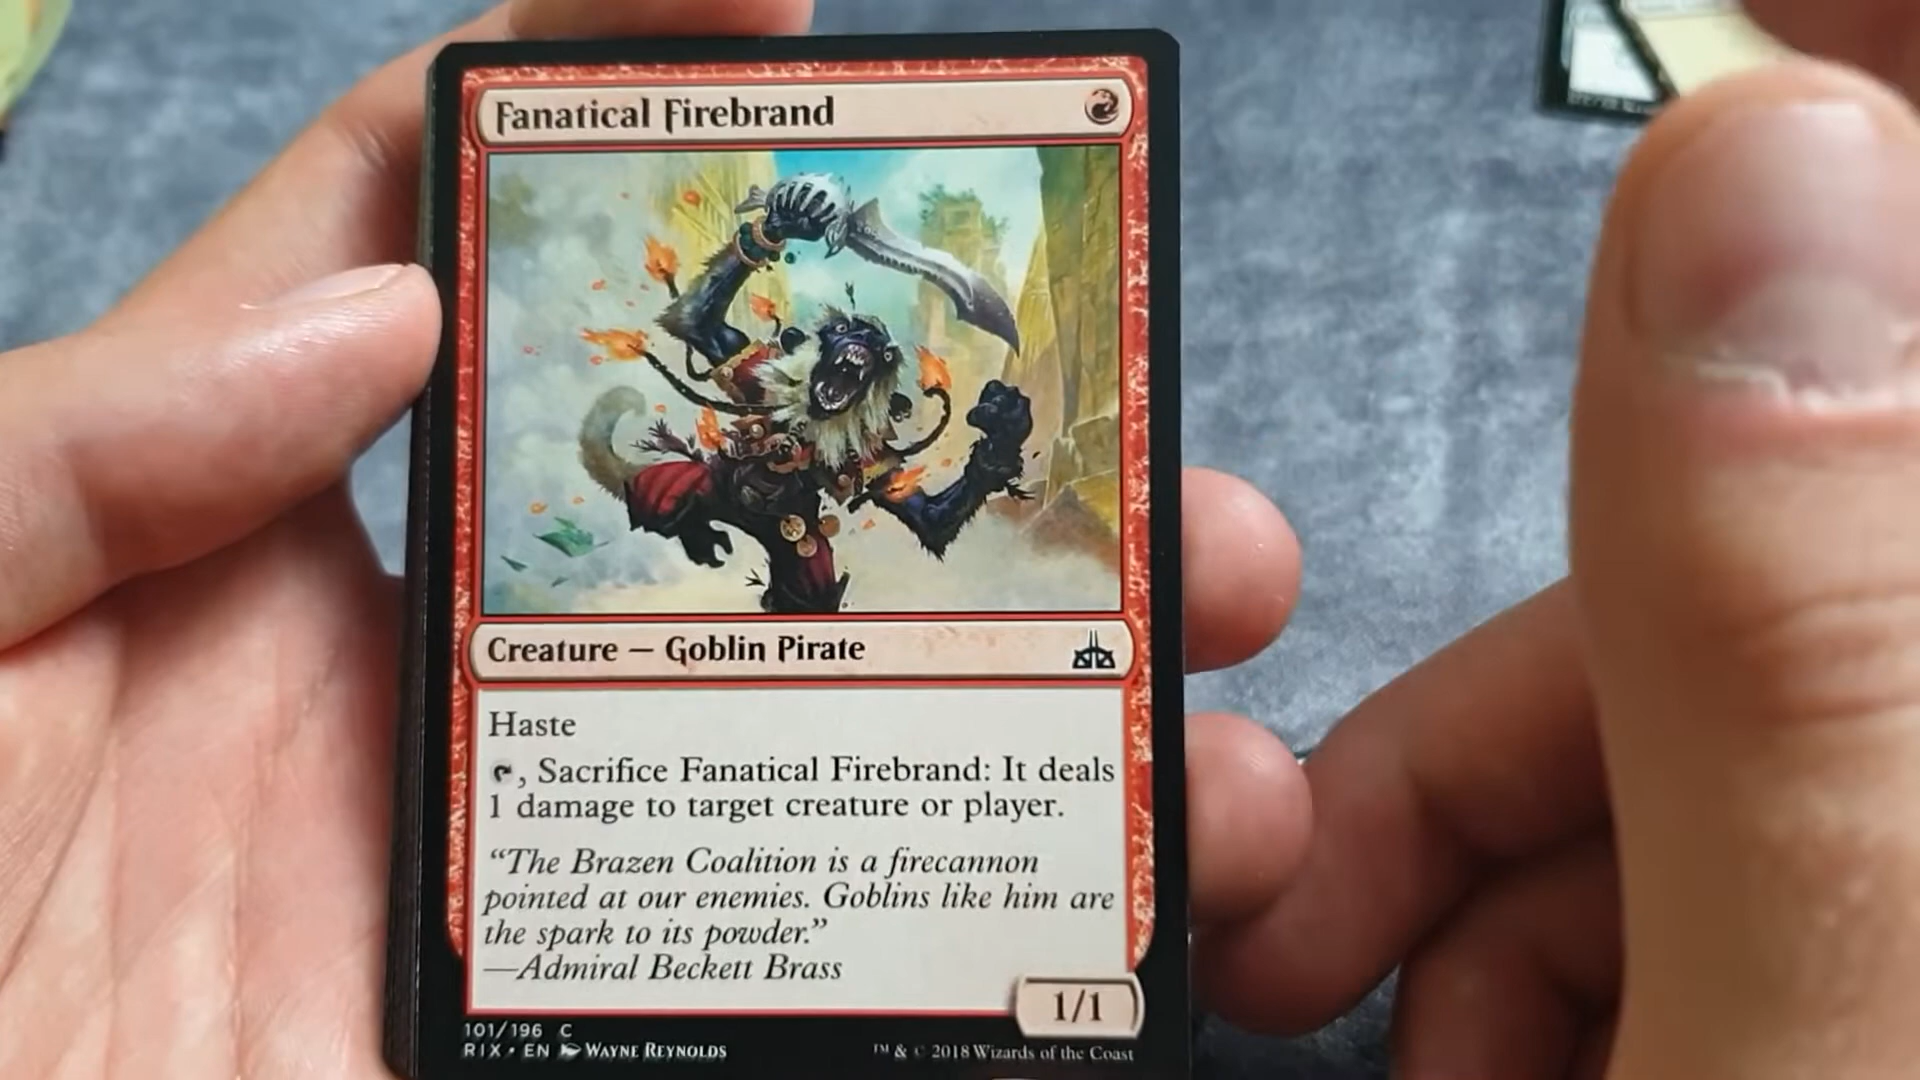 Fanatical Firebrand
Creature — Goblin Pirate
Haste
, Sacrifice Fanatical Firebrand: It deals
1 damage to target creature or player.
“The Brazen Coalition is a firecannon
pointed at our enemies. Goblins like him are
the spark to its powder.”
—Admiral Beckett Brass
1/1
101/196 C
RIX • EN WAYNE REYNOLDS
™ & © 2018 Wizards of the Coast